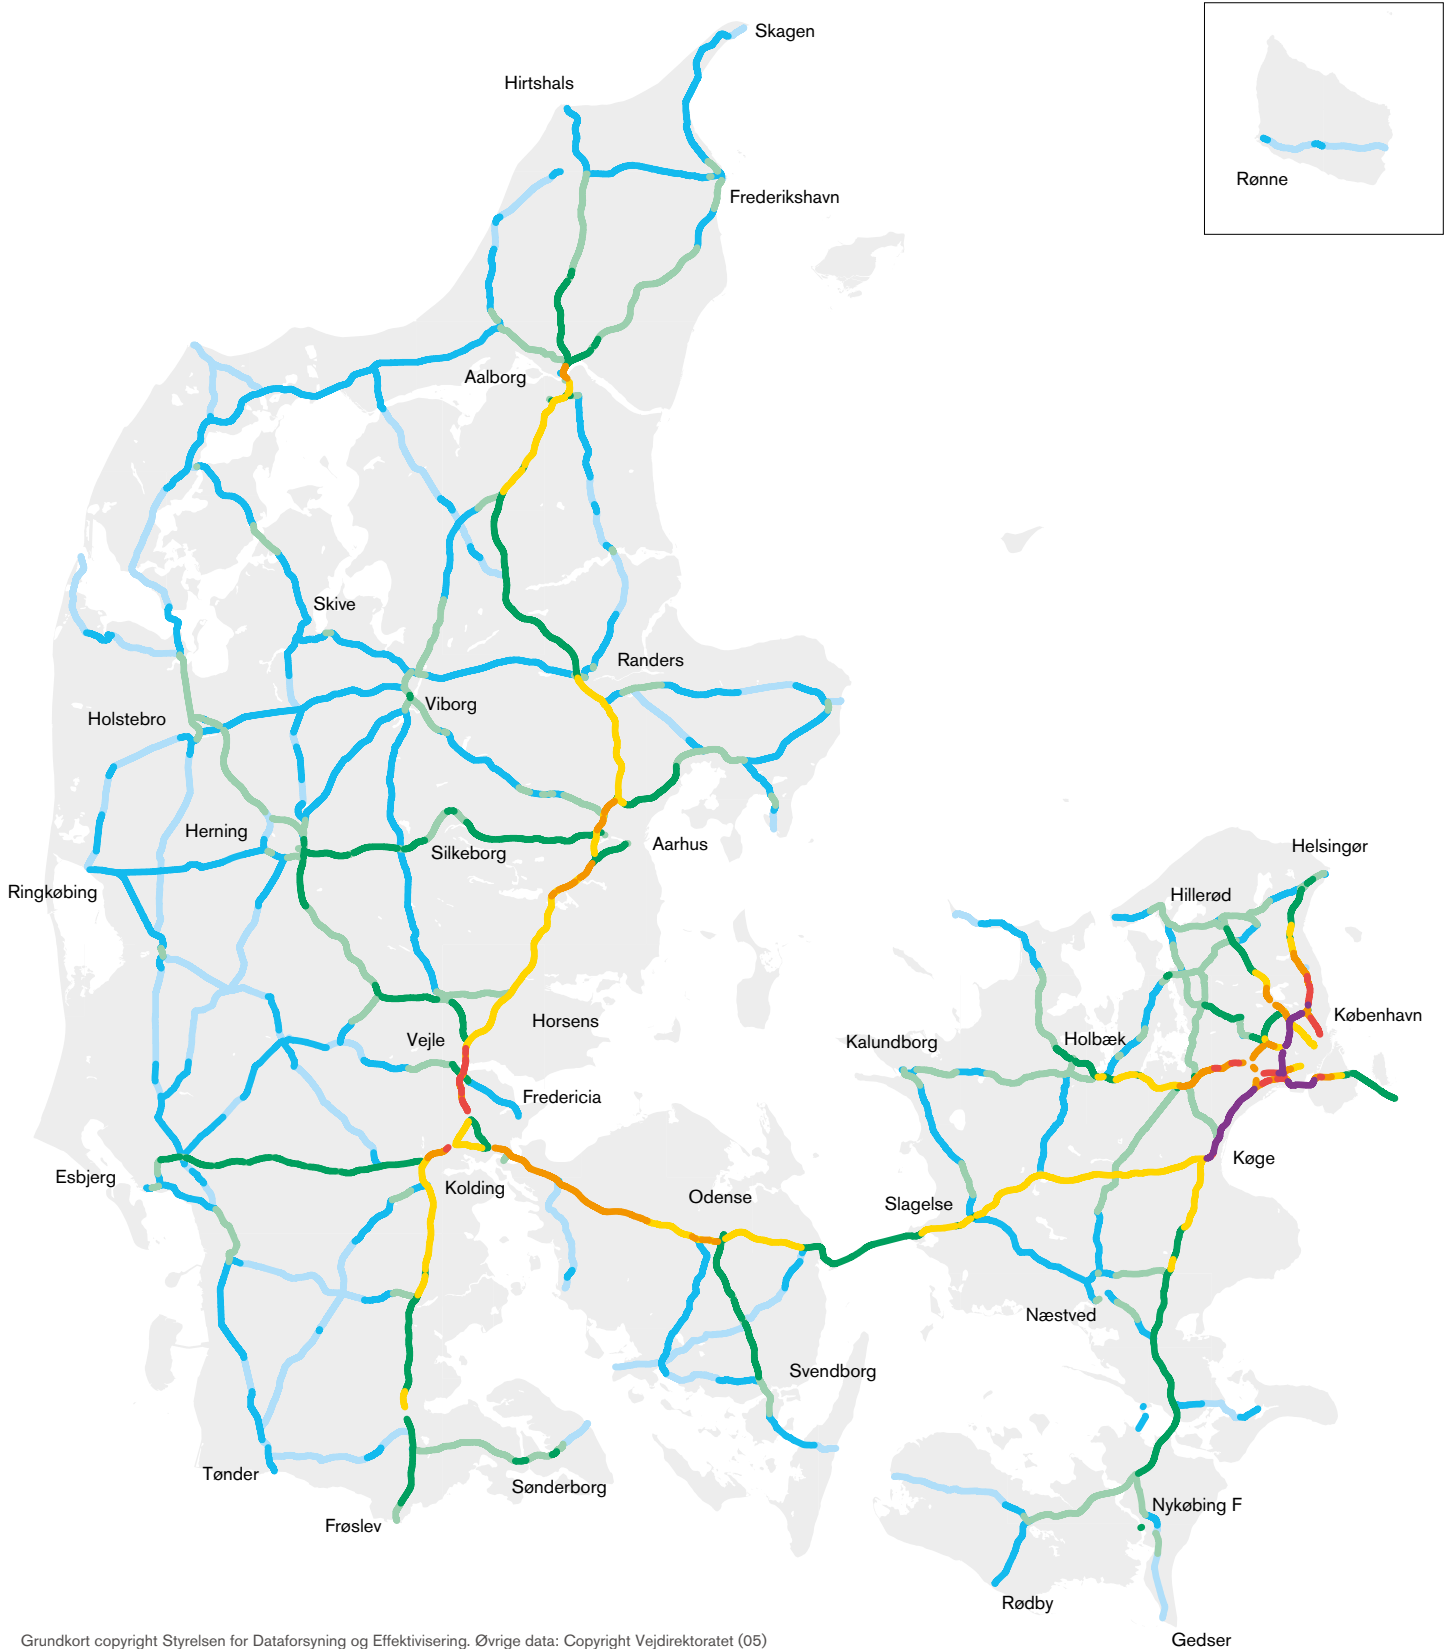 Skagen
Hirtshals
Rønne
Frederikshavn
Aalborg
Skive
Randers
Viborg
Holstebro
Herning
Silkeborg
Aarhus
Helsingør
Ringkøbing
Hillerød
Horsens
København
Vejle
Holbæk
Kalundborg
Fredericia
Køge
Esbjerg
Kolding
Odense
Slagelse
Næstved
Svendborg
Tønder
Sønderborg
Nykøbing F
Frøslev
Rødby
Gedser
Grundkort copyright Styrelsen for Dataforsyning og Effektivisering. Øvrige data: Copyright Vejdirektoratet (05)